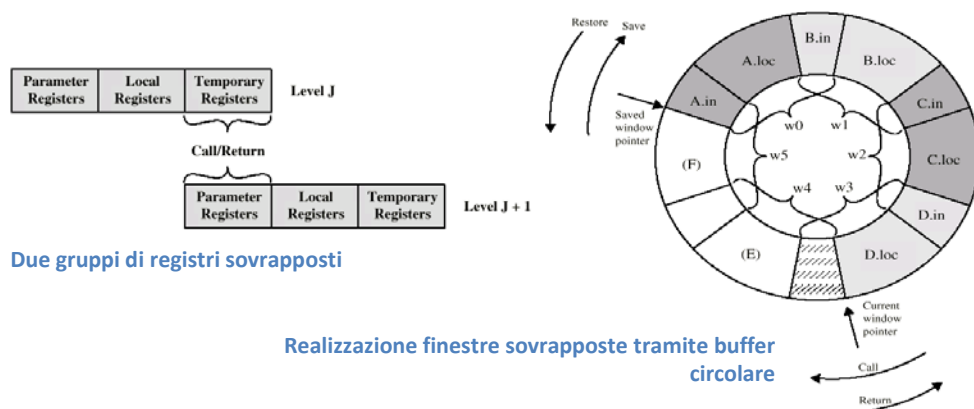 Parameter
Registers
Local
Registers
Temporary
Registers
Level J
Call/Return
Parameter
Registers
Local
Registers
Temporary
Registers
Level J + 1
Due gruppi di registri sovrapposti
Restore
Save
Saved
window
pointer
A.in
A.loc
B.in
B.loc
C.in
C.loc
D.in
D.loc
(E)
(F)
w0
w1
w2
w3
w4
w5
Current
window
pointer
Call
Return
Realizzazione finestre sovrapposte tramite buffer
circolare